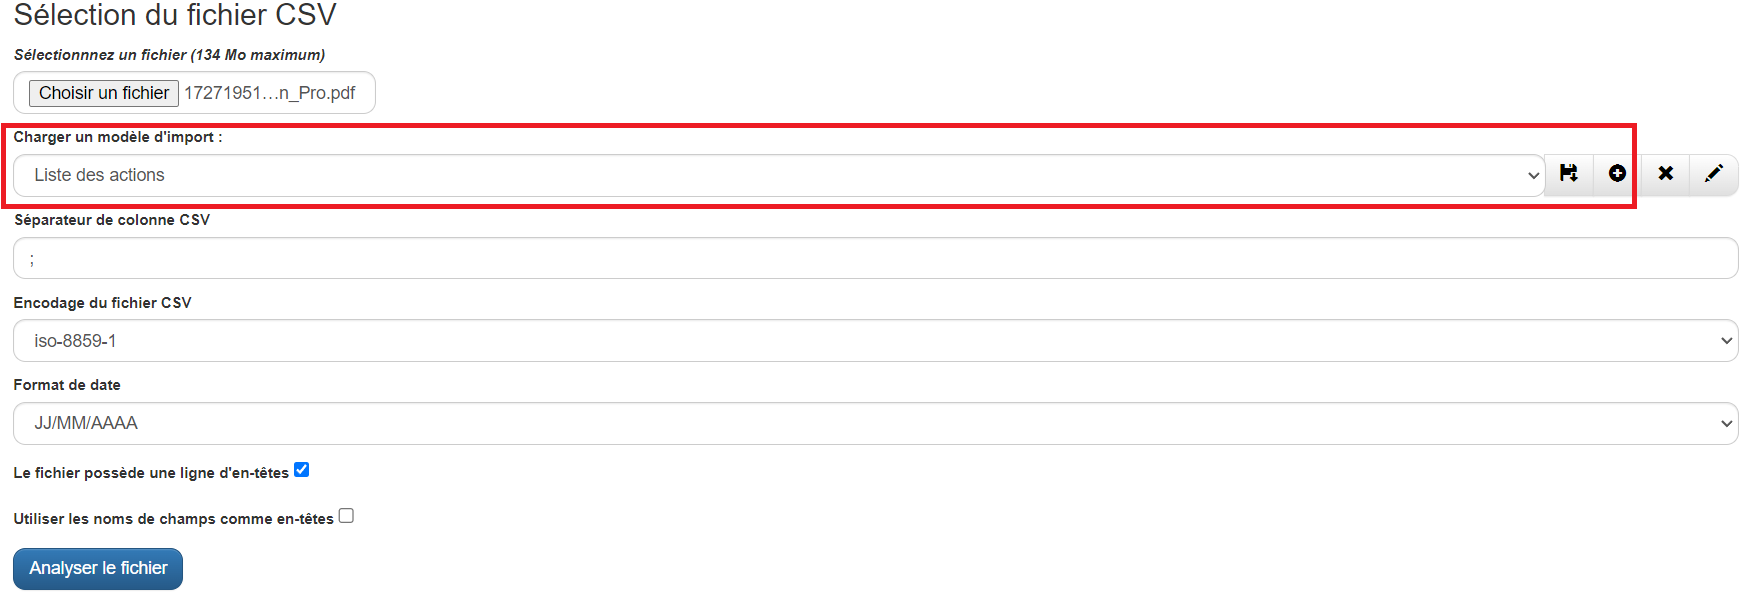 Sélection du fichier CSV
Sélectionnnez un fichier (134 Mo maximum)
Choisir un fichier 17271951…n_Pro.pdf
Charger un modèle d'import :
Liste des actions
Séparateur de colonne CSV
;
Encodage du fichier CSV
iso-8859-1
Format de date
JJ/MM/AAAA
Le fichier possède une ligne d'en-têtes
Utiliser les noms de champs comme en-têtes
Analyser le fichier